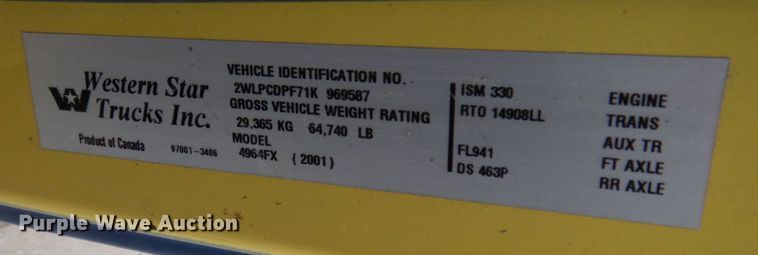 Western Star
Trucks Inc.
Product of Canada
97001-3406
VEHICLE IDENTIFICATION NO.
2WLPCDPF71K 969587
GROSS VEHICLE WEIGHT RATING
29,365 KG 64,740 LB
MODEL
4964FX (2001)
ISM 330
RTO 14908LL
FL941
DS 463P
ENGINE
TRANS
AUX TR
FT AXLE
RR AXLE
Purple Wave Auction